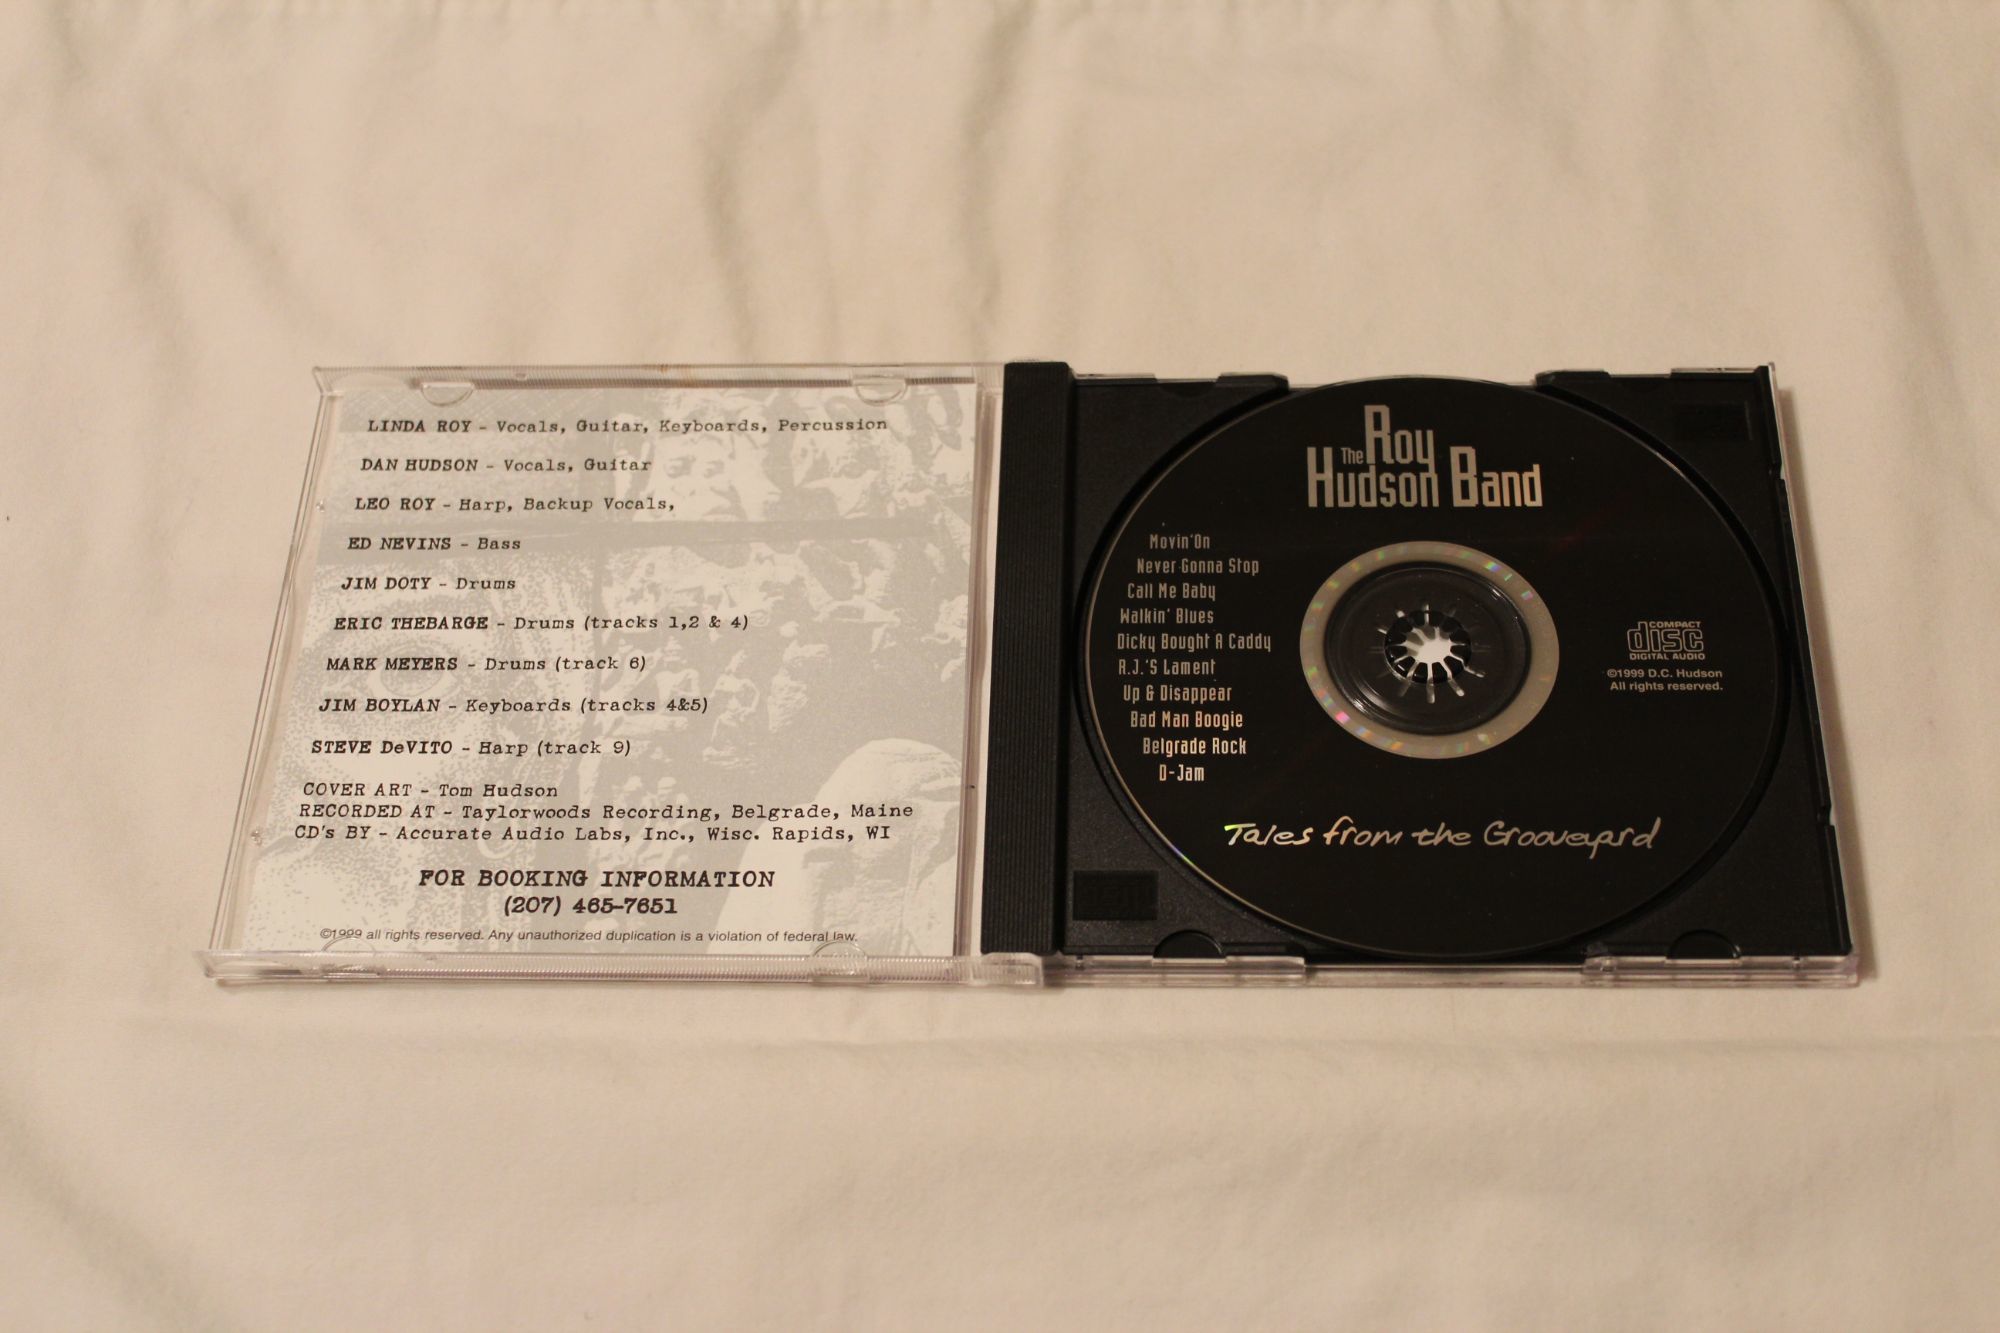 LINDA ROY - Vocals, Guitar, Keyboards, Percussion
DAN HUDSON - Vocals, Guitar
LEO ROY - Harp, Backup Vocals,
ED NEVINS - Bass
JIM DOTY - Drums
ERIC THEBARGE - Drums (tracks 1,2 & 4)
MARK MEYERS - Drums (track 6)
JIM BOYLAN - Keyboards (tracks 4&5)
STEVE DeVITO - Harp (track 9)
COVER ART - Tom Hudson
RECORDED AT - Taylorwoods Recording, Belgrade, Maine
CD's BY - Accurate Audio Labs, Inc., Wisc. Rapids, WI
FOR BOOKING INFORMATION
(207) 465-7651
©1999 all rights reserved. Any unauthorized duplication is a violation of federal law.
The Roy
Hudson Band
Movin'On
Never Gonna Stop
Call Me Baby
Walkin' Blues
Dicky Bought A Caddy
R.J.'S Lament
Up & Disappear
Bad Man Boogie
Belgrade Rock
D-Jam
COMPACT
disc
DIGITAL AUDIO
©1999 D.C. Hudson
All rights reserved.
Tales from the Grooveyard